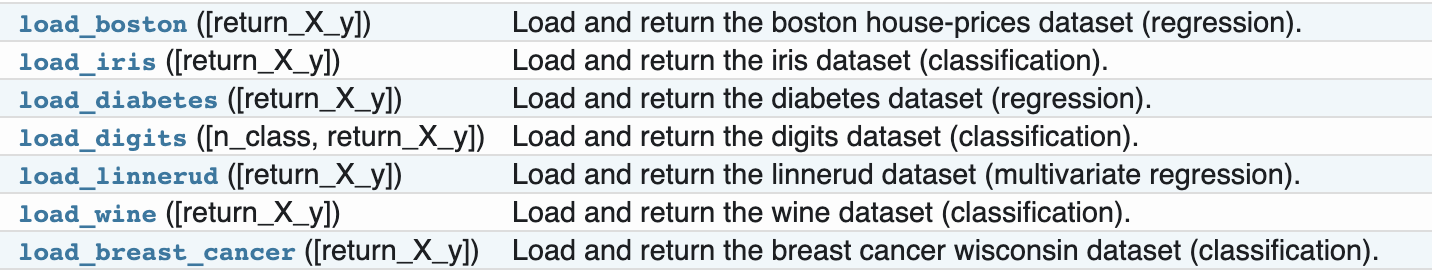 load_boston ([return_X_y]) Load and return the boston house-prices dataset (regression).
load_iris ([return_X_y]) Load and return the iris dataset (classification).
load_diabetes ([return_X_y]) Load and return the diabetes dataset (regression).
load_digits ([n_class, return_X_y]) Load and return the digits dataset (classification).
load_linnerud ([return_X_y]) Load and return the linnerud dataset (multivariate regression).
load_wine ([return_X_y]) Load and return the wine dataset (classification).
load_breast_cancer ([return_X_y]) Load and return the breast cancer wisconsin dataset (classification).